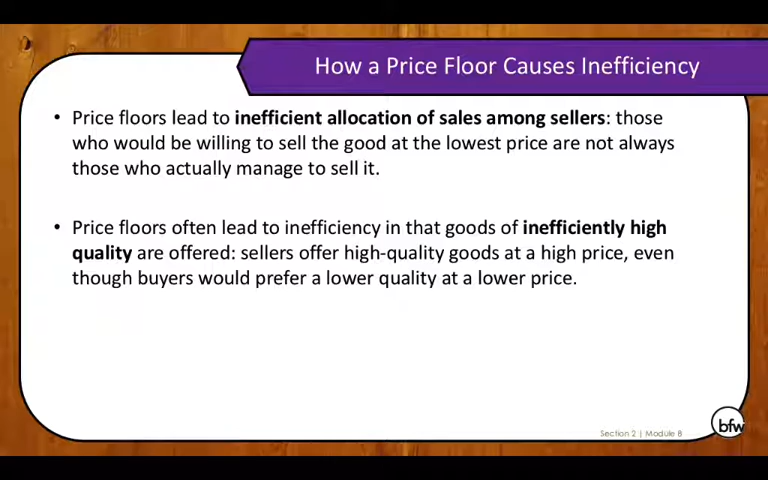 How a Price Floor Causes Inefficiency
• Price floors lead to inefficient allocation of sales among sellers: those
who would be willing to sell the good at the lowest price are not always
those who actually manage to sell it.
• Price floors often lead to inefficiency in that goods of inefficiently high
quality are offered: sellers offer high-quality goods at a high price, even
though buyers would prefer a lower quality at a lower price.
Section 2 | Module 8
bfw